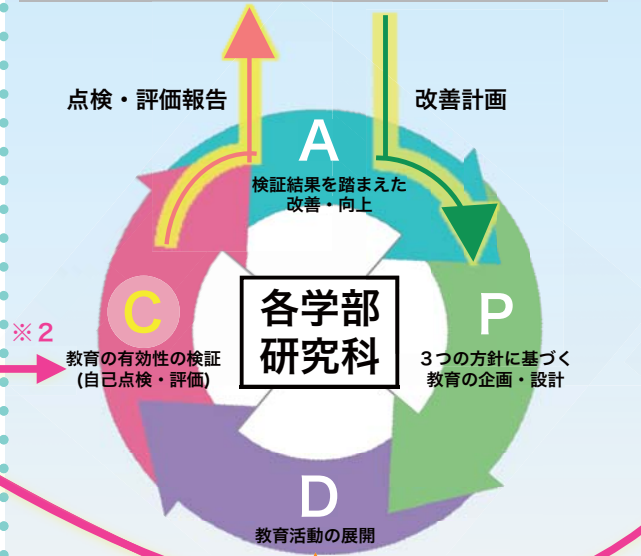 点検・評価報告
改善計画
A
検証結果を踏まえた
改善・向上
C
各学部
研究科
P
※2
教育の有効性の検証
(自己点検・評価)
3つの方針に基づく
教育の企画・設計
D
教育活動の展開